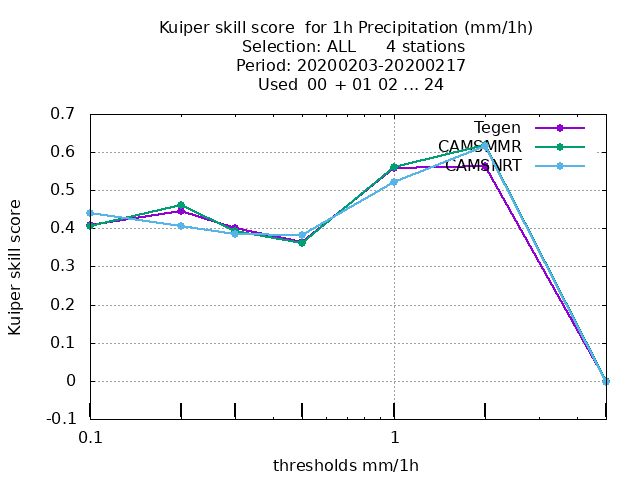 Kuiper skill score  for 1h Precipitation (mm/1h)
Selection: ALL      4 stations
Period: 20200203-20200217
Used  00  + 01 02 ... 24
Tegen
CAMSMMR
CAMSNRT
0.7
0.6
0.5
0.4
0.3
0.2
0.1
0
-0.1
Kuiper skill score
0.1
1
thresholds mm/1h